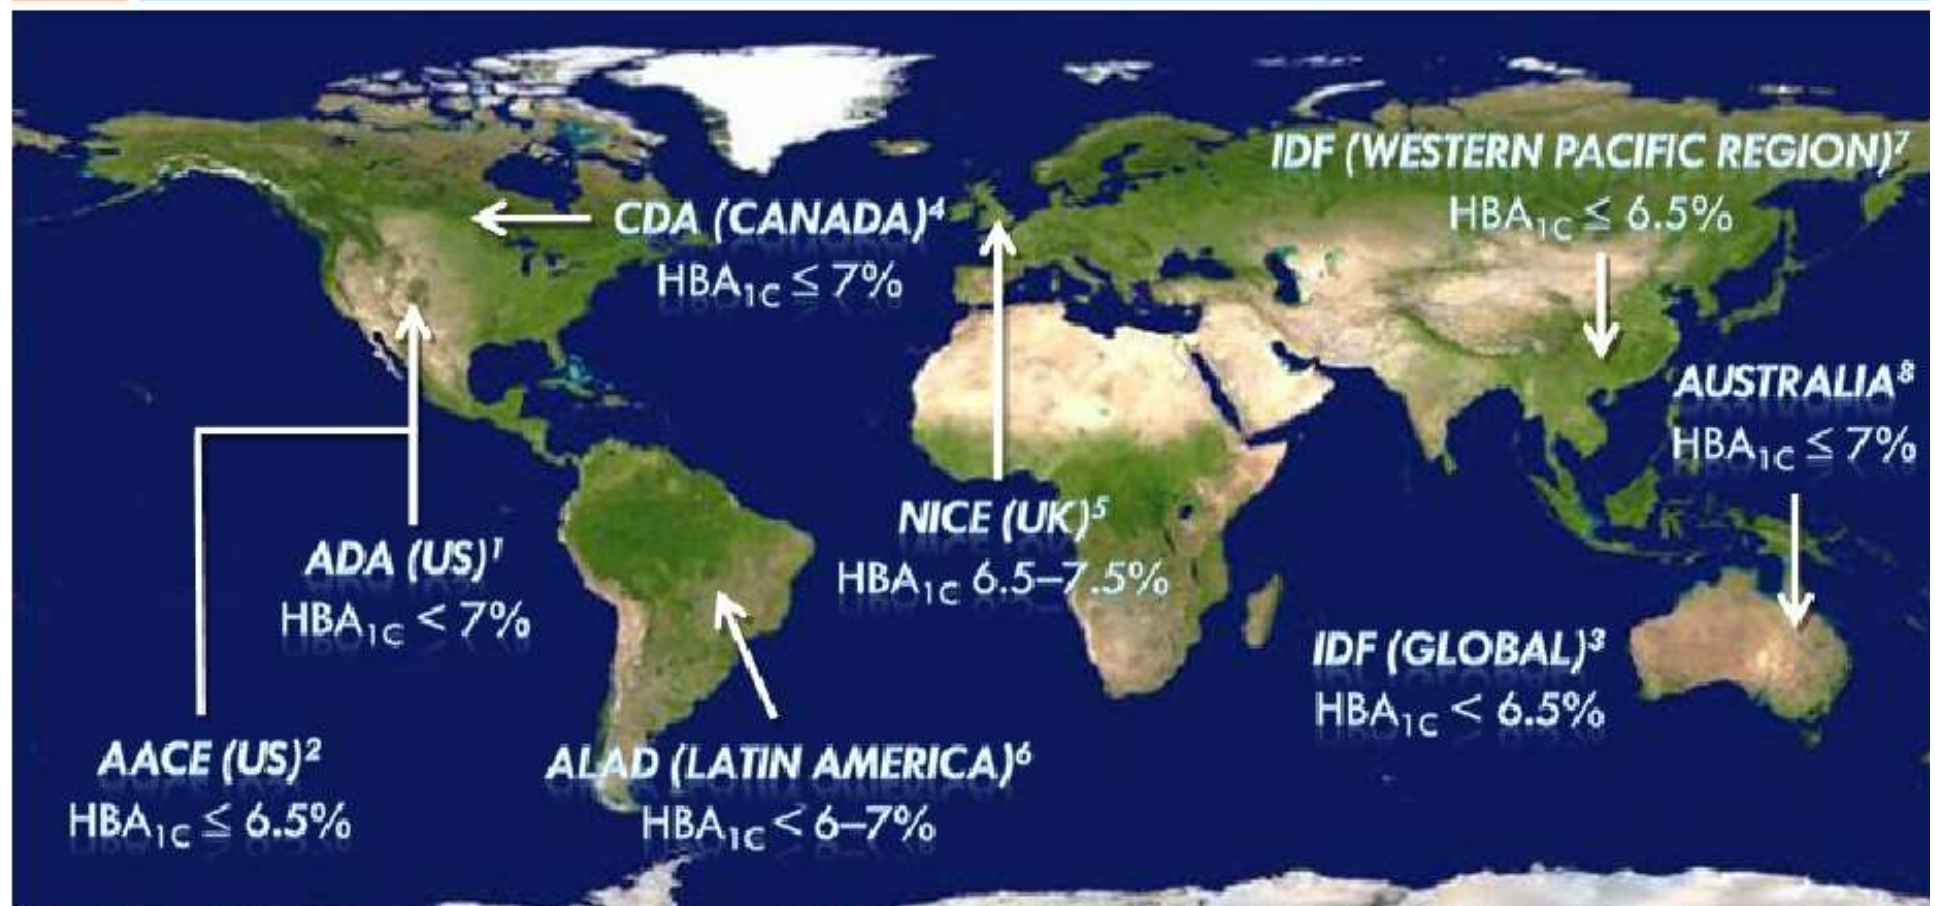 IDF (WESTERN PACIFIC REGION)⁷
HBA₁C ≤ 6.5%
CDA (CANADA)⁴
HBA₁C ≤ 7%
AUSTRALIA⁸
HBA₁C ≤ 7%
NICE (UK)⁵
HBA₁C 6.5–7.5%
ADA (US)¹
HBA₁C < 7%
IDF (GLOBAL)³
HBA₁C < 6.5%
AACE (US)²
HBA₁C ≤ 6.5%
ALAD (LATIN AMERICA)⁶
HBA₁C < 6–7%